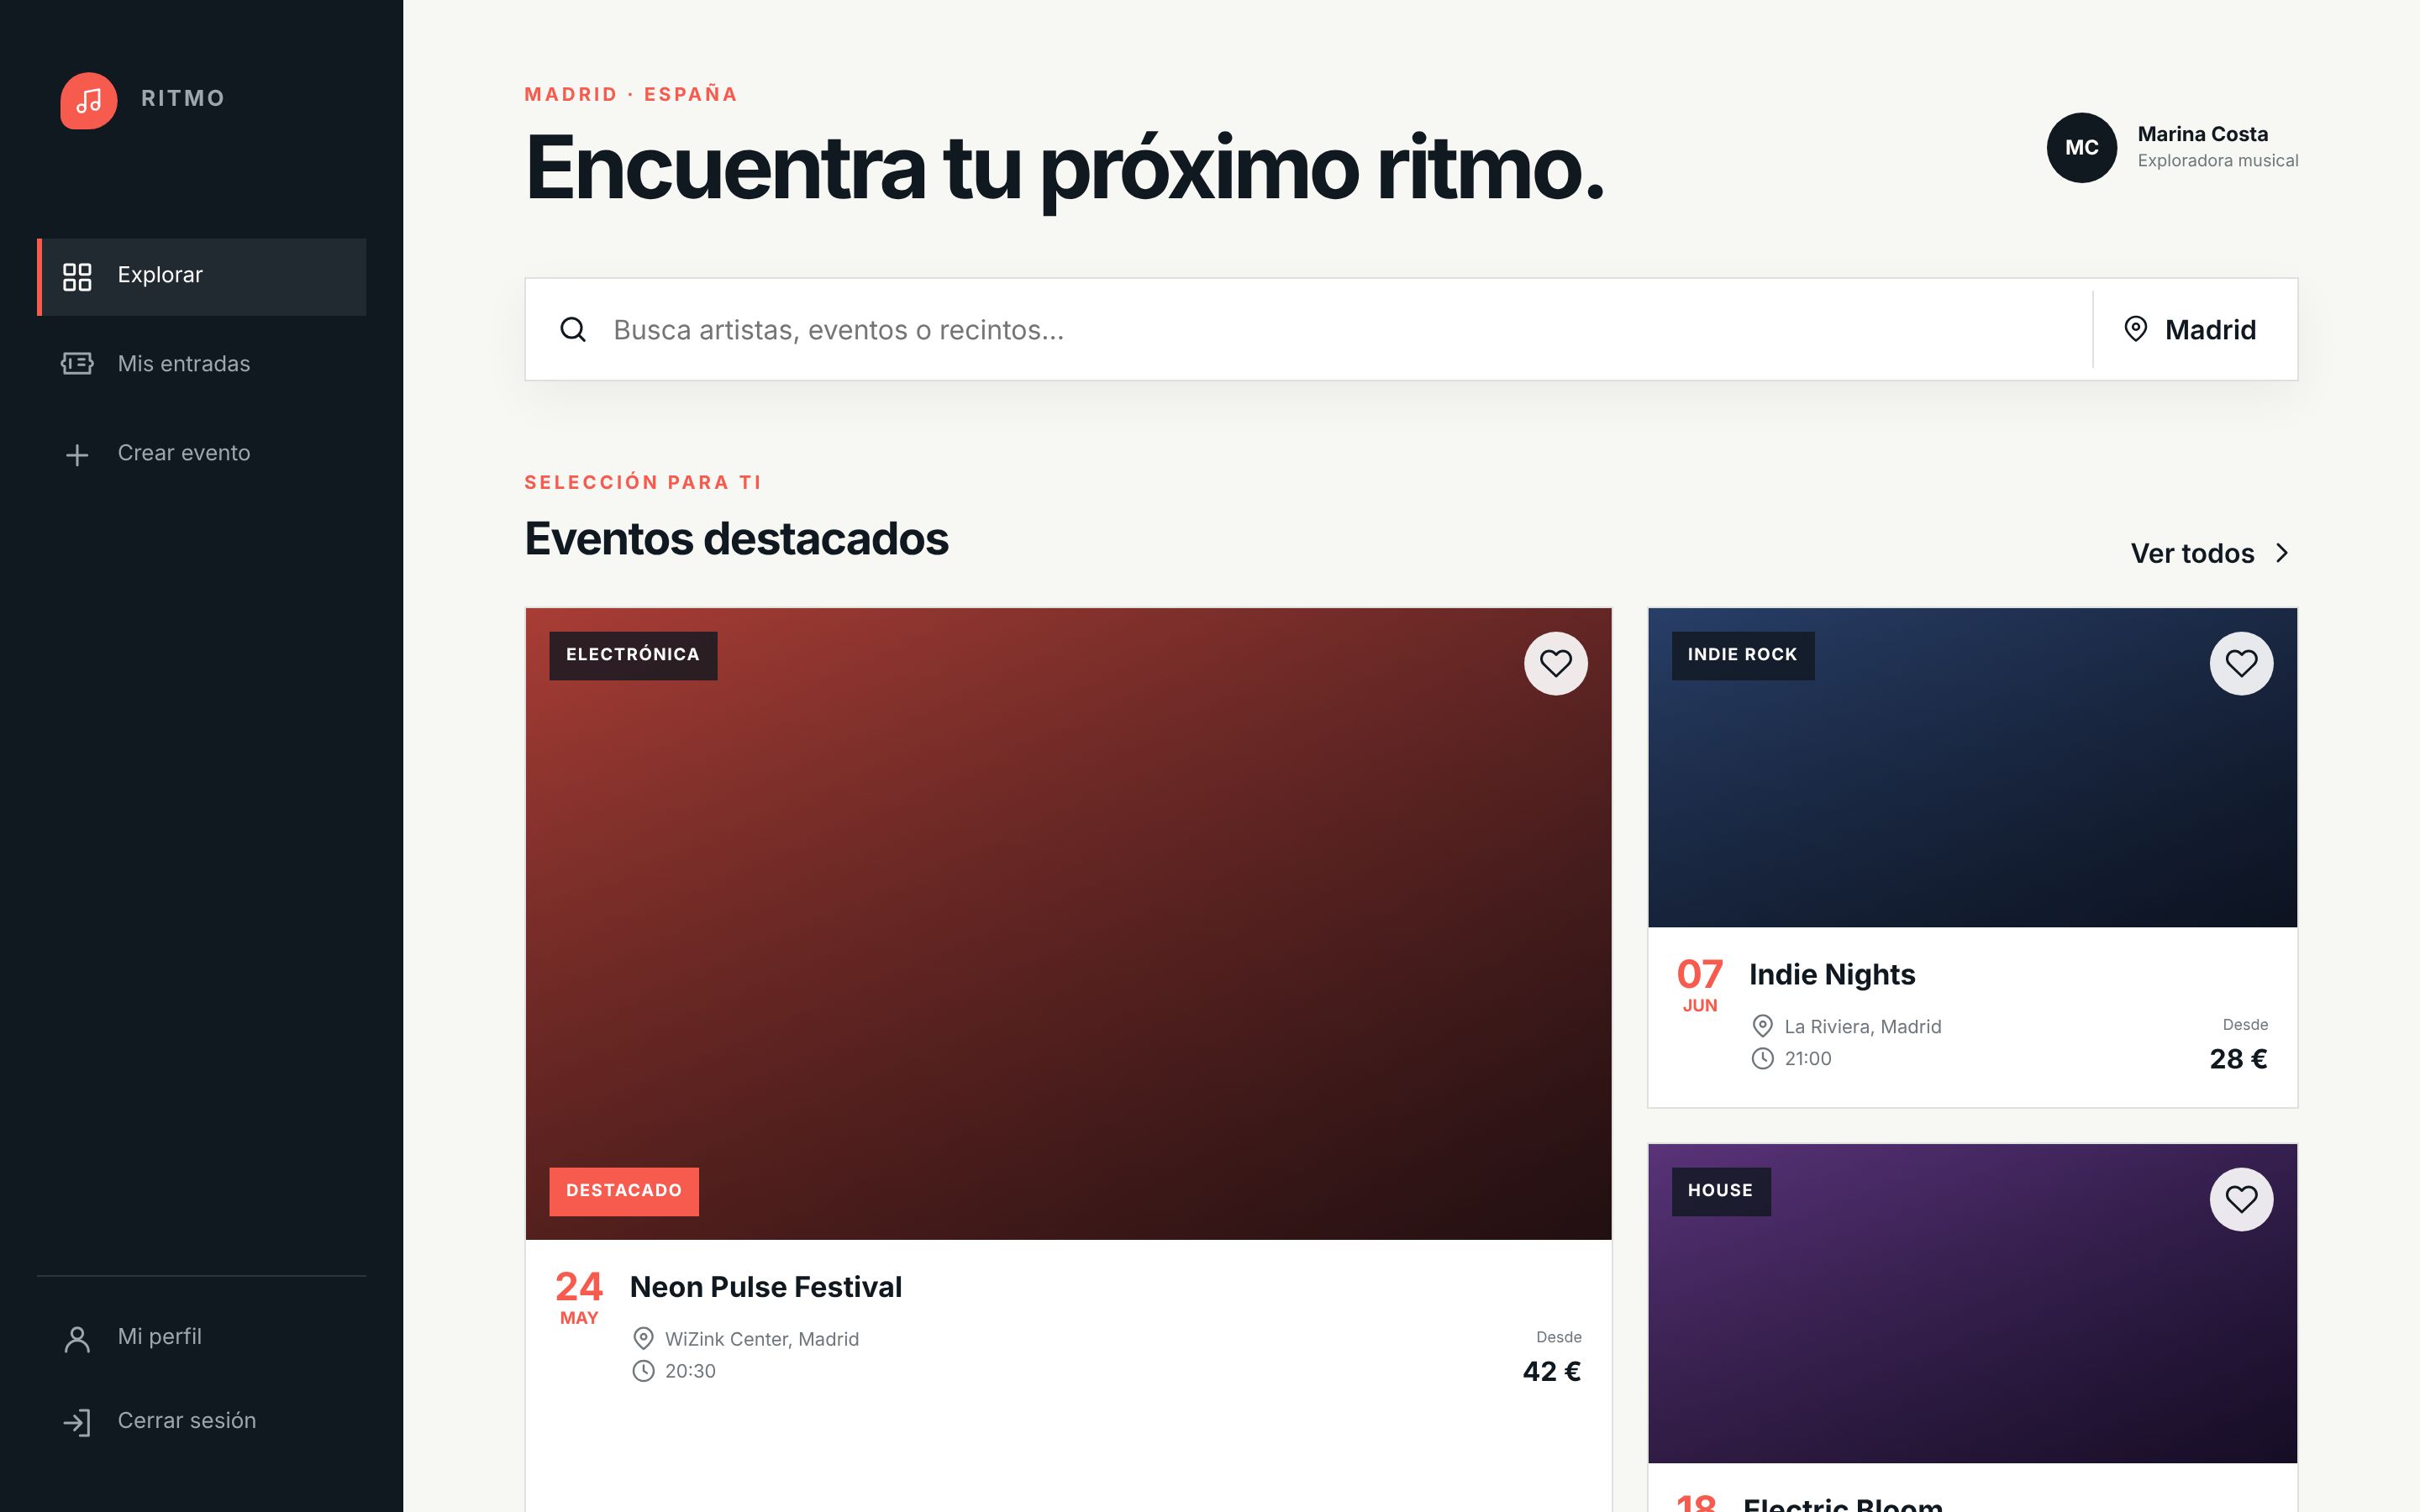 RITMO
Explorar
Mis entradas
Crear evento
Mi perfil
Cerrar sesión
MADRID · ESPAÑA
Encuentra tu próximo ritmo.
MC
Marina Costa
Exploradora musical
Busca artistas, eventos o recintos...
Madrid
SELECCIÓN PARA TI
Eventos destacados
Ver todos
ELECTRÓNICA
DESTACADO
24
MAY
Neon Pulse Festival
WiZink Center, Madrid
20:30
Desde
42 €
INDIE ROCK
07
JUN
Indie Nights
La Riviera, Madrid
21:00
Desde
28 €
HOUSE
18
Electric Bloom